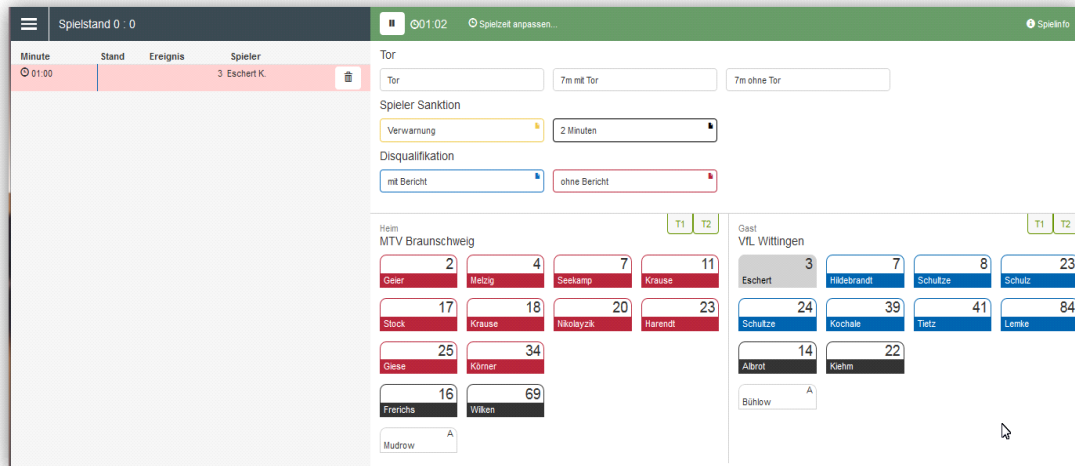 Spielstand 0 : 0
01:02 Spielzeit anpassen... Spielinfo
Minute Stand Ereignis Spieler
01:00 3 Eschert K.
Tor
Tor 7m mit Tor 7m ohne Tor
Spieler Sanktion
Verwarnung 2 Minuten
Disqualifikation
mit Bericht ohne Bericht
Heim T1 T2
MTV Braunschweig
2 4 7 11
Geier Melzig Seekamp Krause
17 18 20 23
Stock Krause Nikolayzik Harendt
25 34
Giese Körner
16 69
Frerichs Wilken
A
Mudrow
Gast T1 T2
VfL Wittingen
3 7 8 23
Eschert Hildebrandt Schultze Schulz
24 39 41 84
Schultze Kochale Tietz Lemke
14 22
Albrot Kiehm
A
Bühlow